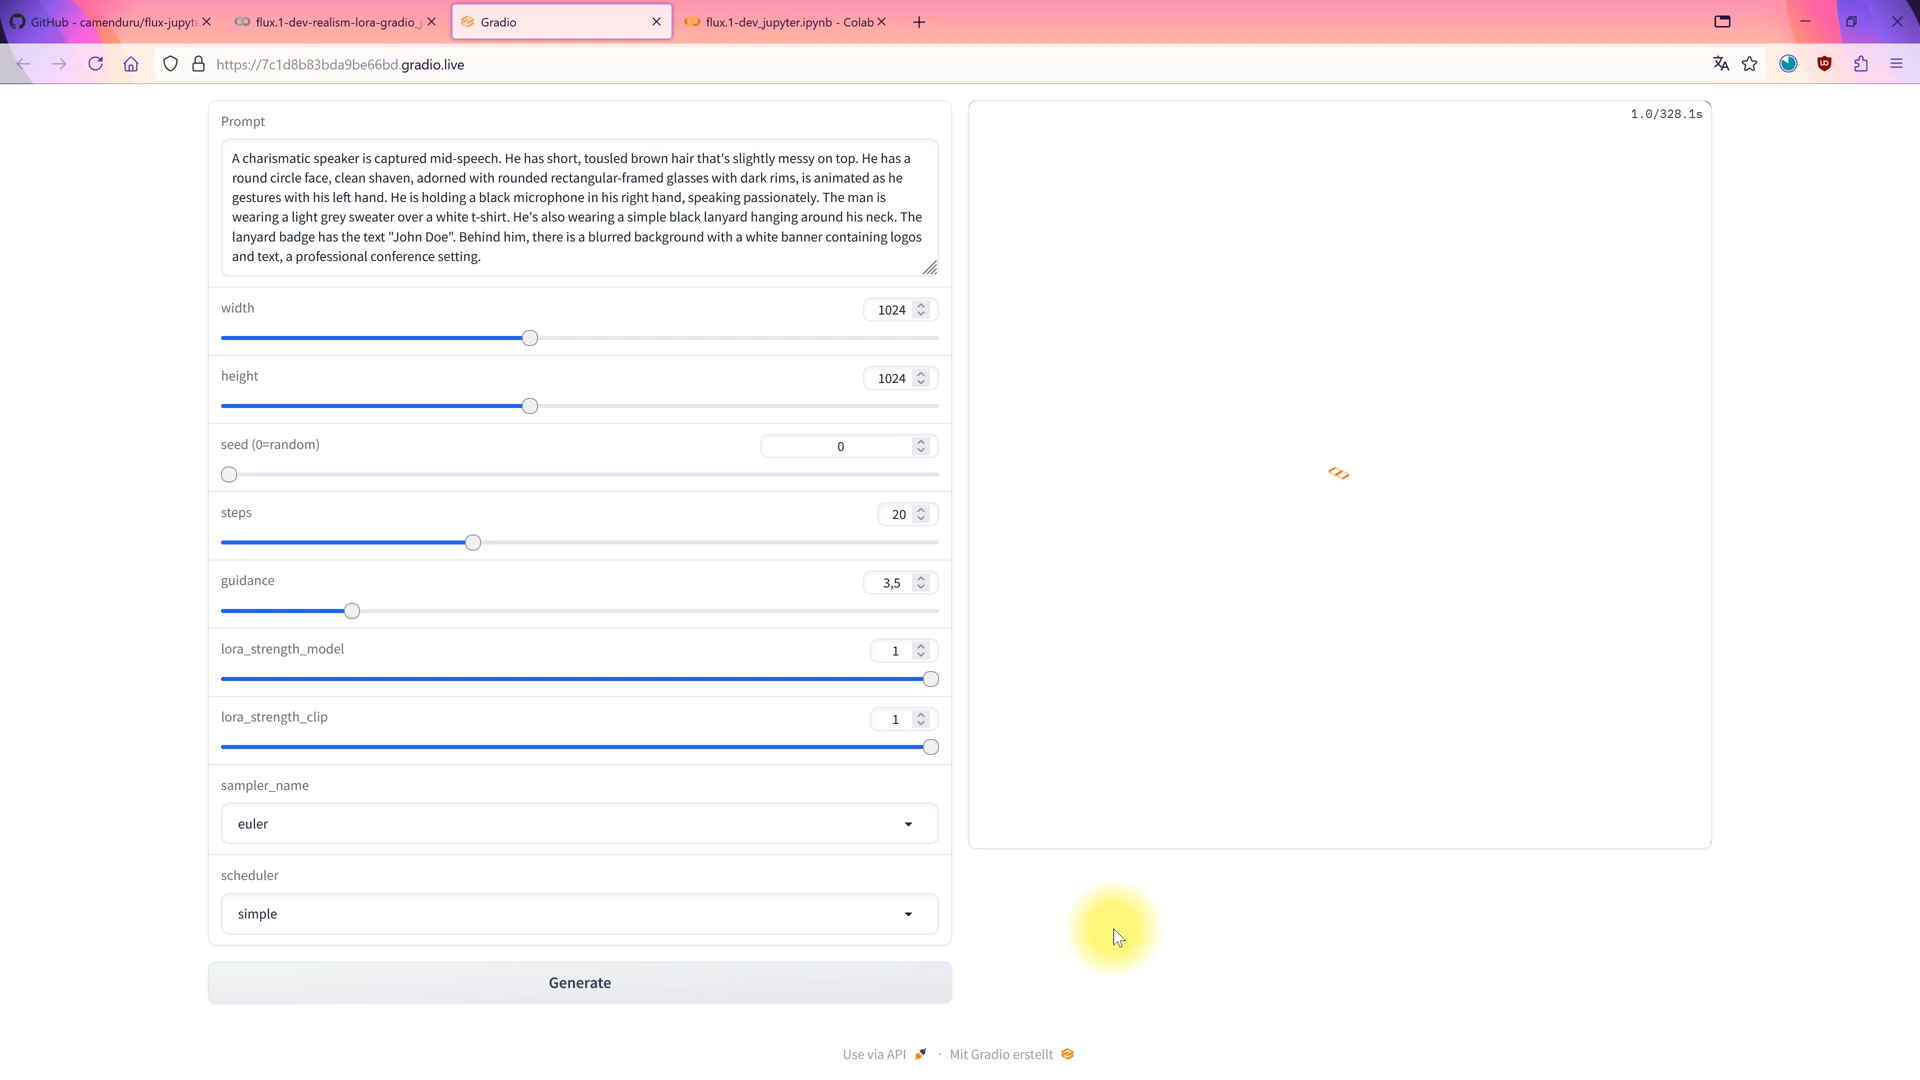 GitHub - camenduru/flux-jupyt
flux.1-dev-realism-lora-gradio_
Gradio
flux.1-dev_jupyter.ipynb - Colab
https://7c1d8b83bda9be66bd.gradio.live
Prompt
A charismatic speaker is captured mid-speech. He has short, tousled brown hair that's slightly messy on top. He has a
round circle face, clean shaven, adorned with rounded rectangular-framed glasses with dark rims, is animated as he
gestures with his left hand. He is holding a black microphone in his right hand, speaking passionately. The man is
wearing a light grey sweater over a white t-shirt. He's also wearing a simple black lanyard hanging around his neck. The
lanyard badge has the text "John Doe". Behind him, there is a blurred background with a white banner containing logos
and text, a professional conference setting.
width
1024
height
1024
seed (0=random)
0
steps
20
guidance
3,5
lora_strength_model
1
lora_strength_clip
1
sampler_name
euler
scheduler
simple
Generate
1.0/328.1s
Use via API · Mit Gradio erstellt